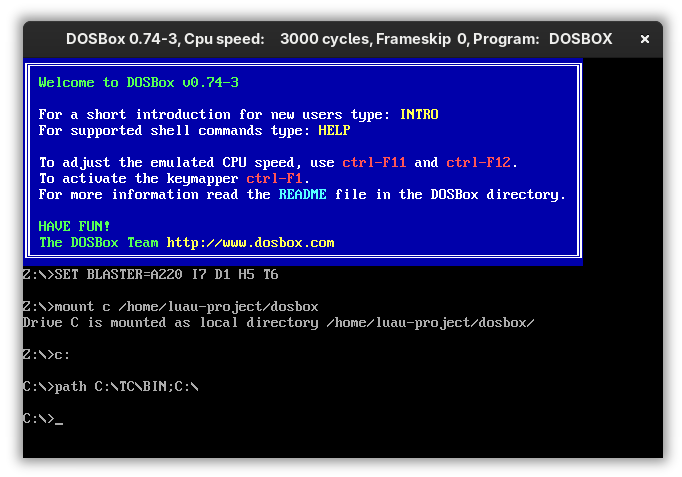 DOSBox 0.74-3, Cpu speed:    3000 cycles, Frameskip  0, Program:   DOSBOX  ×
Welcome to DOSBox v0.74-3
For a short introduction for new users type: INTRO
For supported shell commands type: HELP
To adjust the emulated CPU speed, use ctrl-F11 and ctrl-F12.
To activate the keymapper ctrl-F1.
For more information read the README file in the DOSBox directory.
HAVE FUN!
The DOSBox Team http://www.dosbox.com
Z:\>SET BLASTER=A220 I7 D1 H5 T6
Z:\>mount c /home/luau-project/dosbox
Drive C is mounted as local directory /home/luau-project/dosbox/
Z:\>c:
C:\>path C:\TC\BIN;C:\
C:\>_